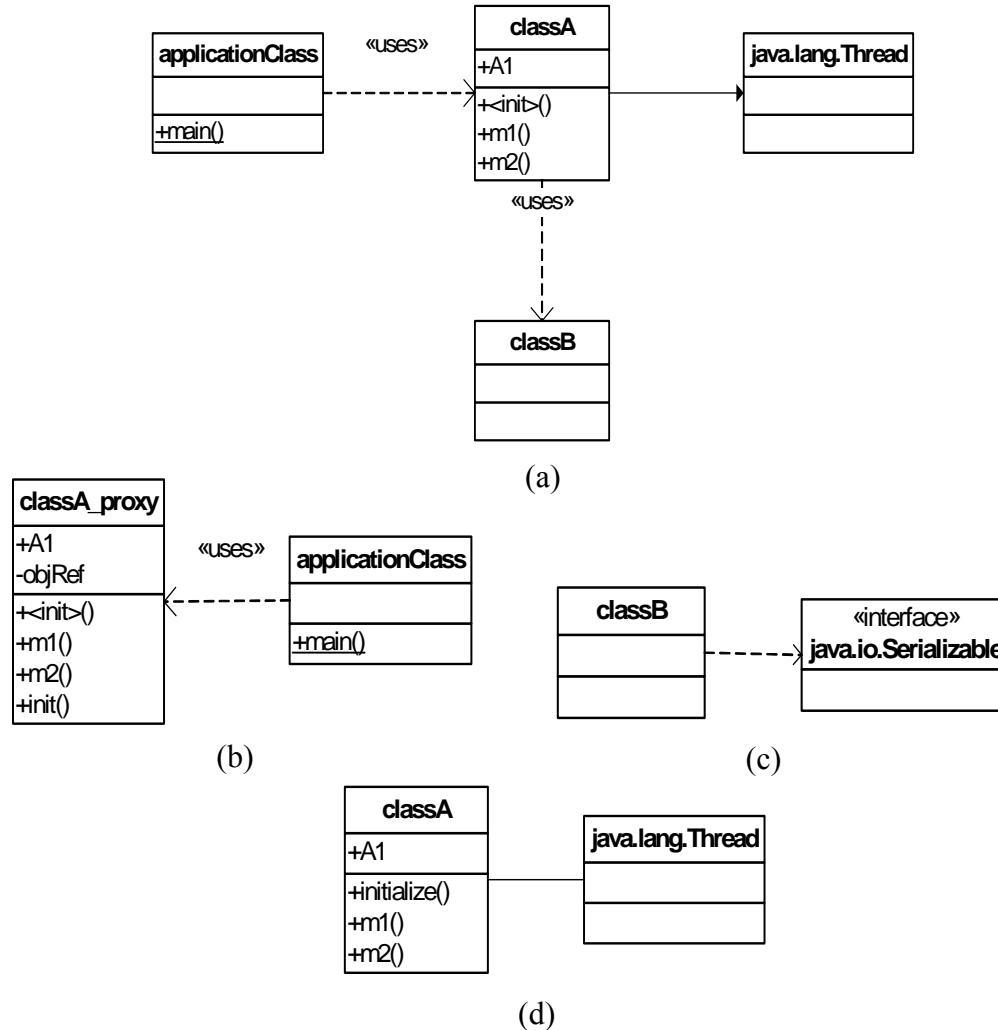 classA
applicationClass
«uses»
java.lang.Thread
+A1
+<init>()
+main()
+m1()
+m2()
«uses»
classB
(a)
classA_proxy
+A1
-objRef
+<init>()
+m1()
+m2()
+init()
«uses»
applicationClass
+main()
(b)
classB
«interface»
java.io.Serializable
(c)
classA
+A1
+initialize()
+m1()
+m2()
java.lang.Thread
(d)